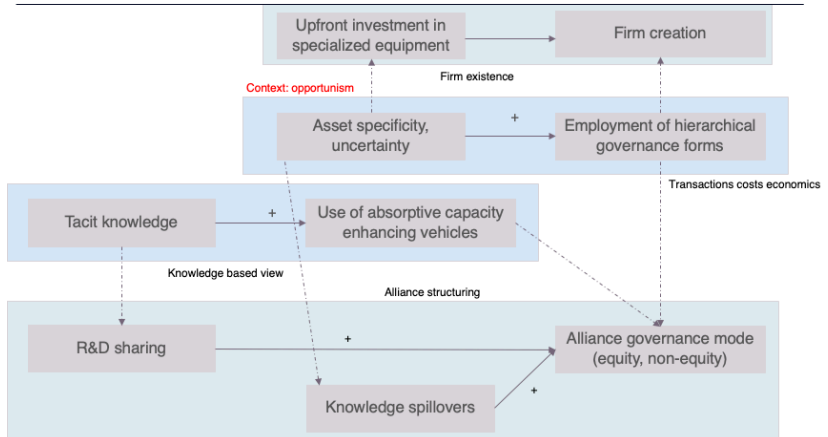 Upfront investment in
specialized equipment
Firm creation
Firm existence
Context: opportunism
Asset specificity,
uncertainty
+
Employment of hierarchical
governance forms
Transactions costs economics
Tacit knowledge
+
Use of absorptive capacity
enhancing vehicles
Knowledge based view
Alliance structuring
R&D sharing
+
Alliance governance mode
(equity, non-equity)
Knowledge spillovers
+